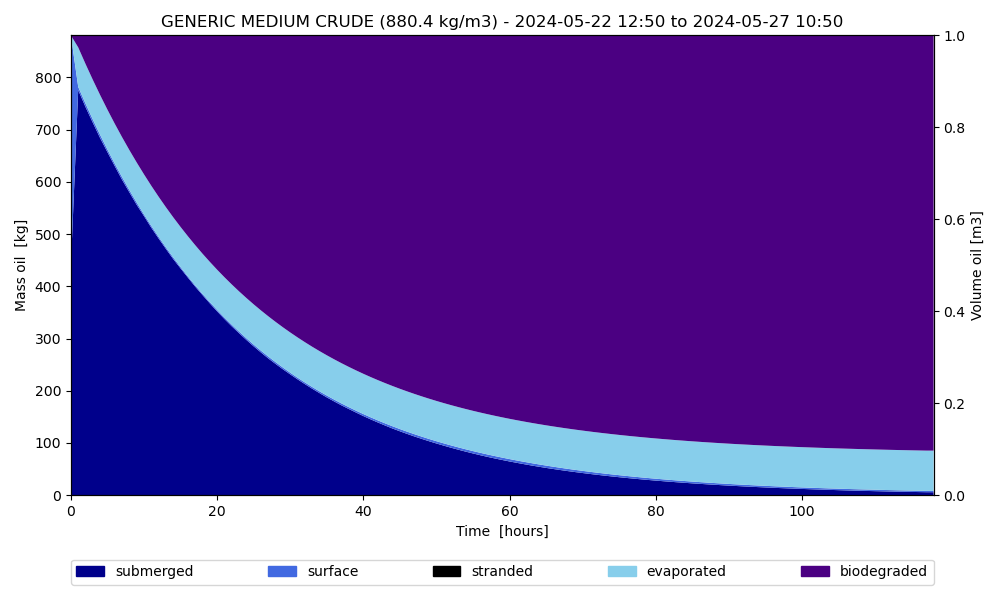 GENERIC MEDIUM CRUDE (880.4 kg/m3) - 2024-05-22 12:50 to 2024-05-27 10:50
Mass oil [kg]
800
700
600
500
400
300
200
100
0
1.0
0.8
0.6
0.4
0.2
0.0
Volume oil [m3]
0 20 40 60 80 100
Time [hours]
submerged surface stranded evaporated biodegraded